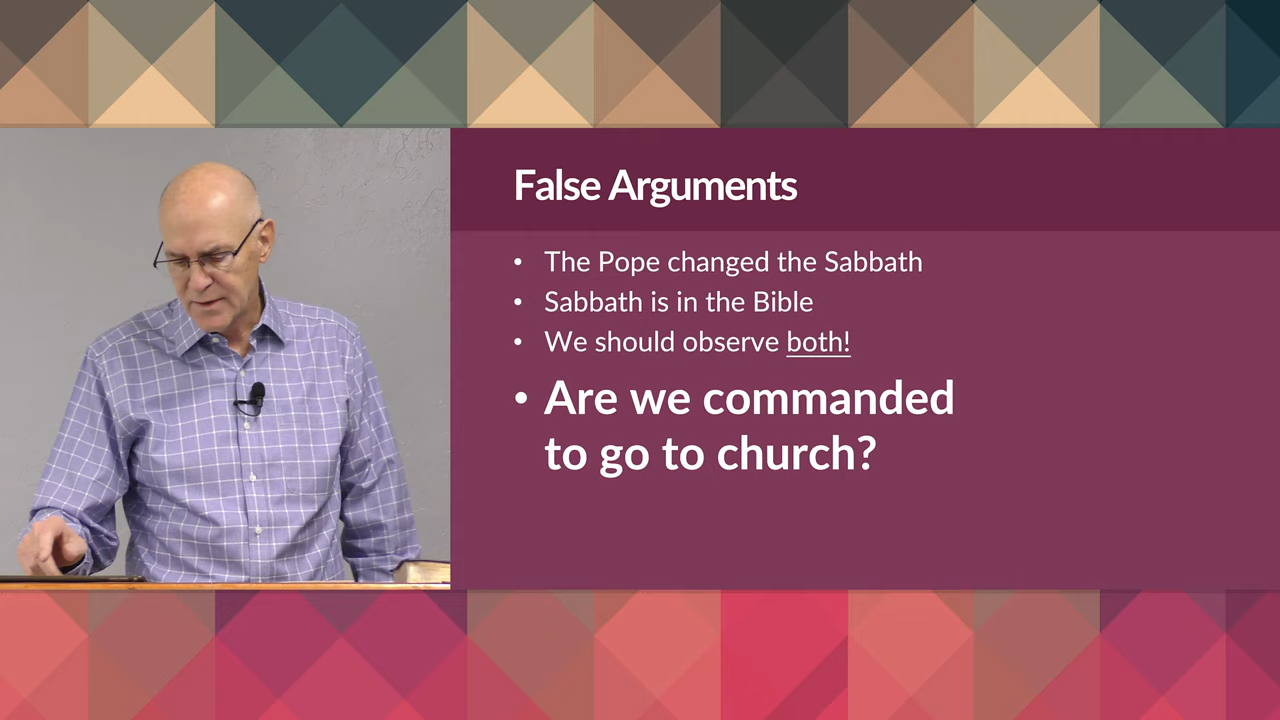 False Arguments
• The Pope changed the Sabbath
• Sabbath is in the Bible
• We should observe both!
• Are we commanded
to go to church?